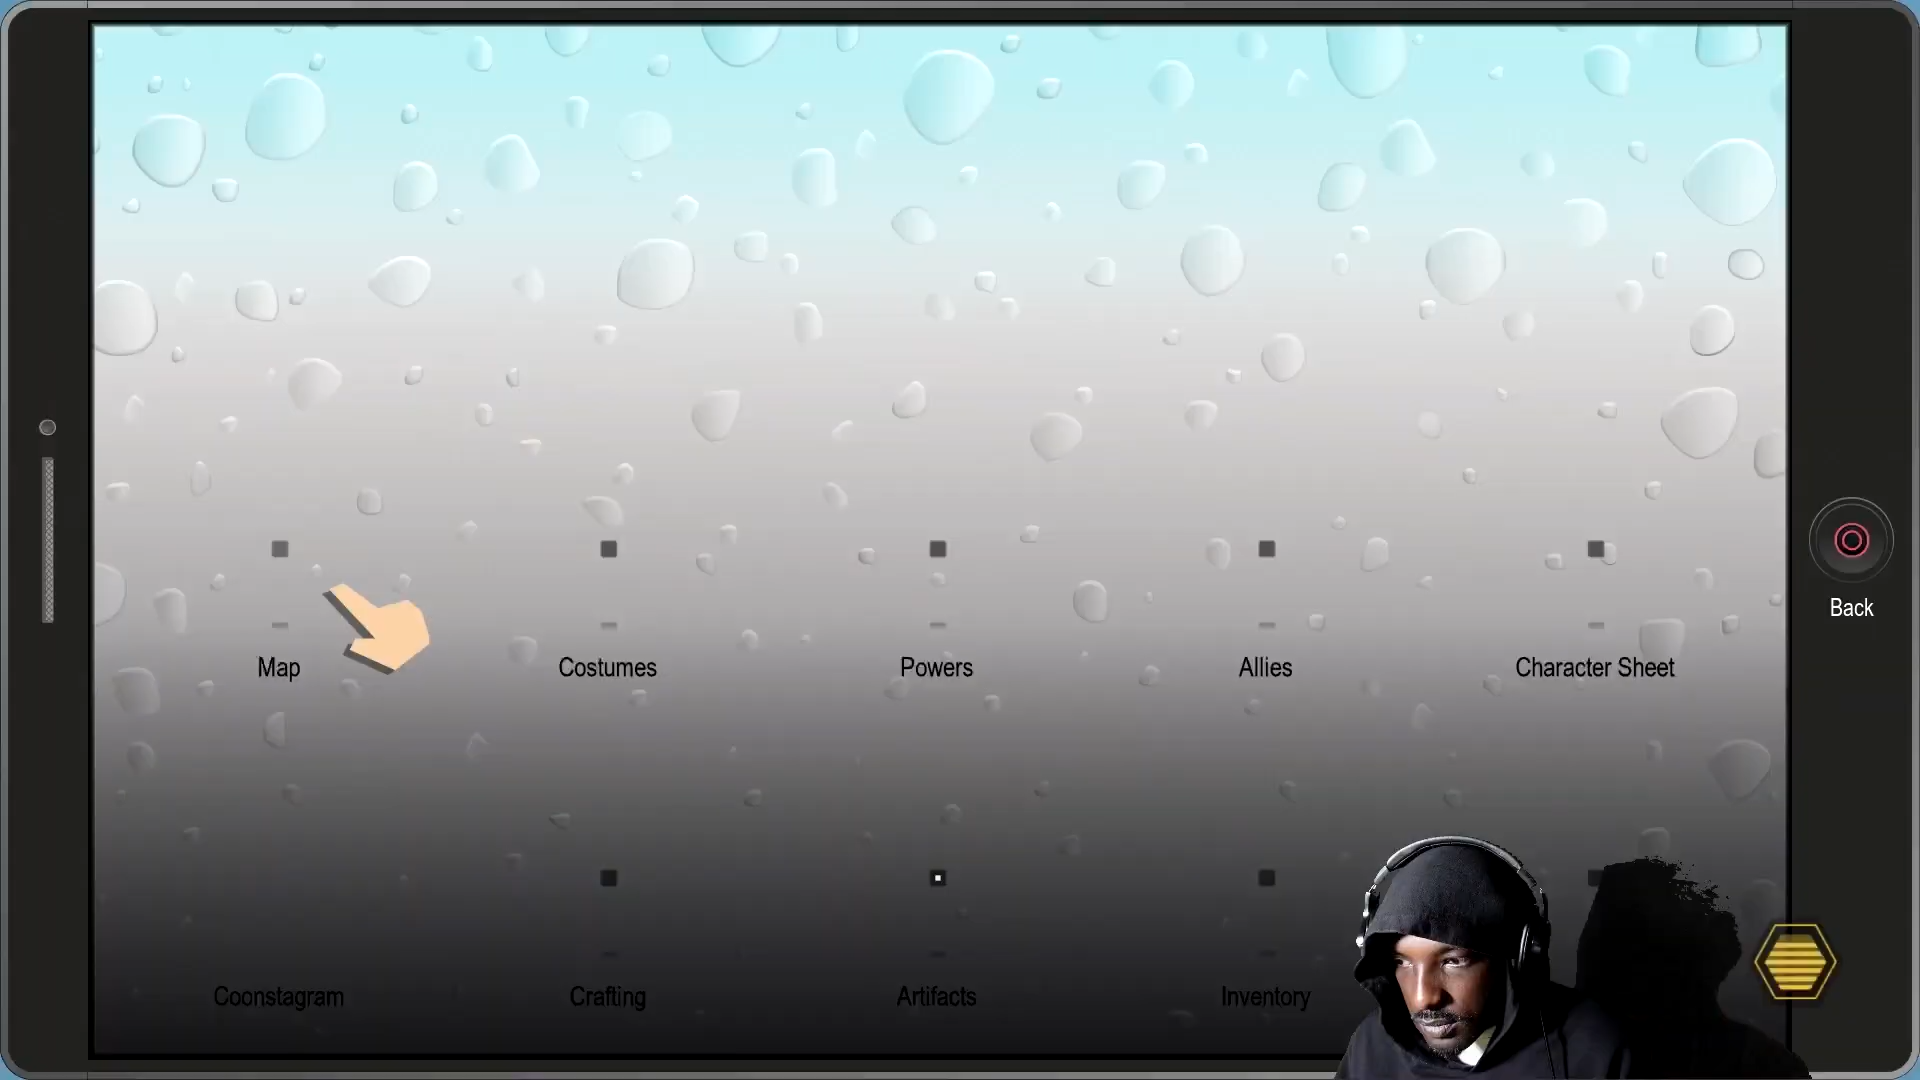 Back
Map
Costumes
Powers
Allies
Character Sheet
Coonstagram
Crafting
Artifacts
Inventory